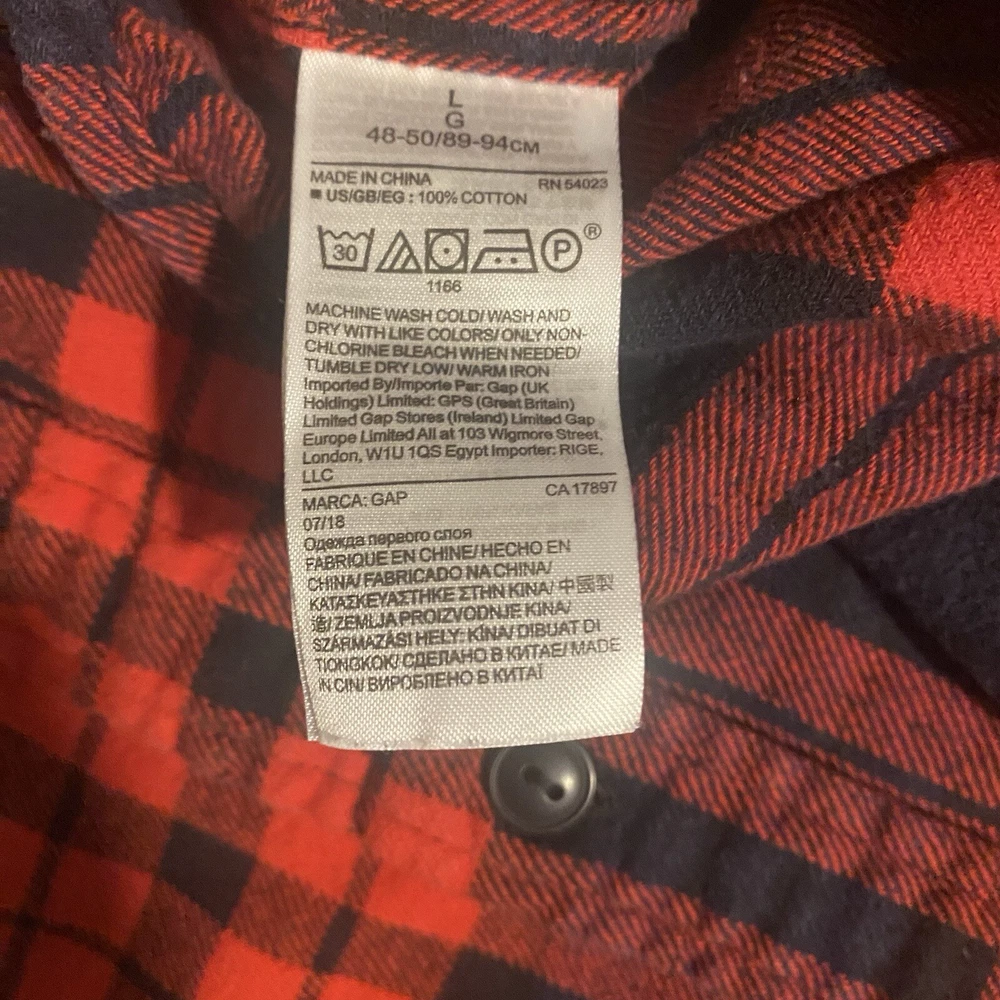 L
G
48-50/89-94CM
MADE IN CHINA RN 54023
■ US/GB/EG : 100% COTTON
30 P ®
1166
MACHINE WASH COLD/ WASH AND
DRY WITH LIKE COLORS/ ONLY NON-
CHLORINE BLEACH WHEN NEEDED/
TUMBLE DRY LOW/ WARM IRON
Imported By/Importe Par: Gap (UK
Holdings) Limited: GPS (Great Britain)
Limited Gap Stores (Ireland) Limited Gap
Europe Limited All at 103 Wigmore Street,
London, W1U 1QS Egypt Importer: RIGE,
LLC
MARCA: GAP CA 17897
07/18
Одежда первого слоя
FABRIQUE EN CHINE/ HECHO EN
CHINA/ FABRICADO NA CHINA/
ΚΑΤΑΣΚΕΥΑΣΤΗΚΕ ΣΤΗΝ ΚΙΝΑ/ 中國製
造/ ZEMLJA PROIZVODNJE KINA/
SZÁRMAZÁSI HELY: KÍNA/ DIBUAT DI
TIONGKOK/ СДЕЛАНО В КИТАЕ/ MADE
IN CIN/ ВИРОБЛЕНО В КИТАЇ